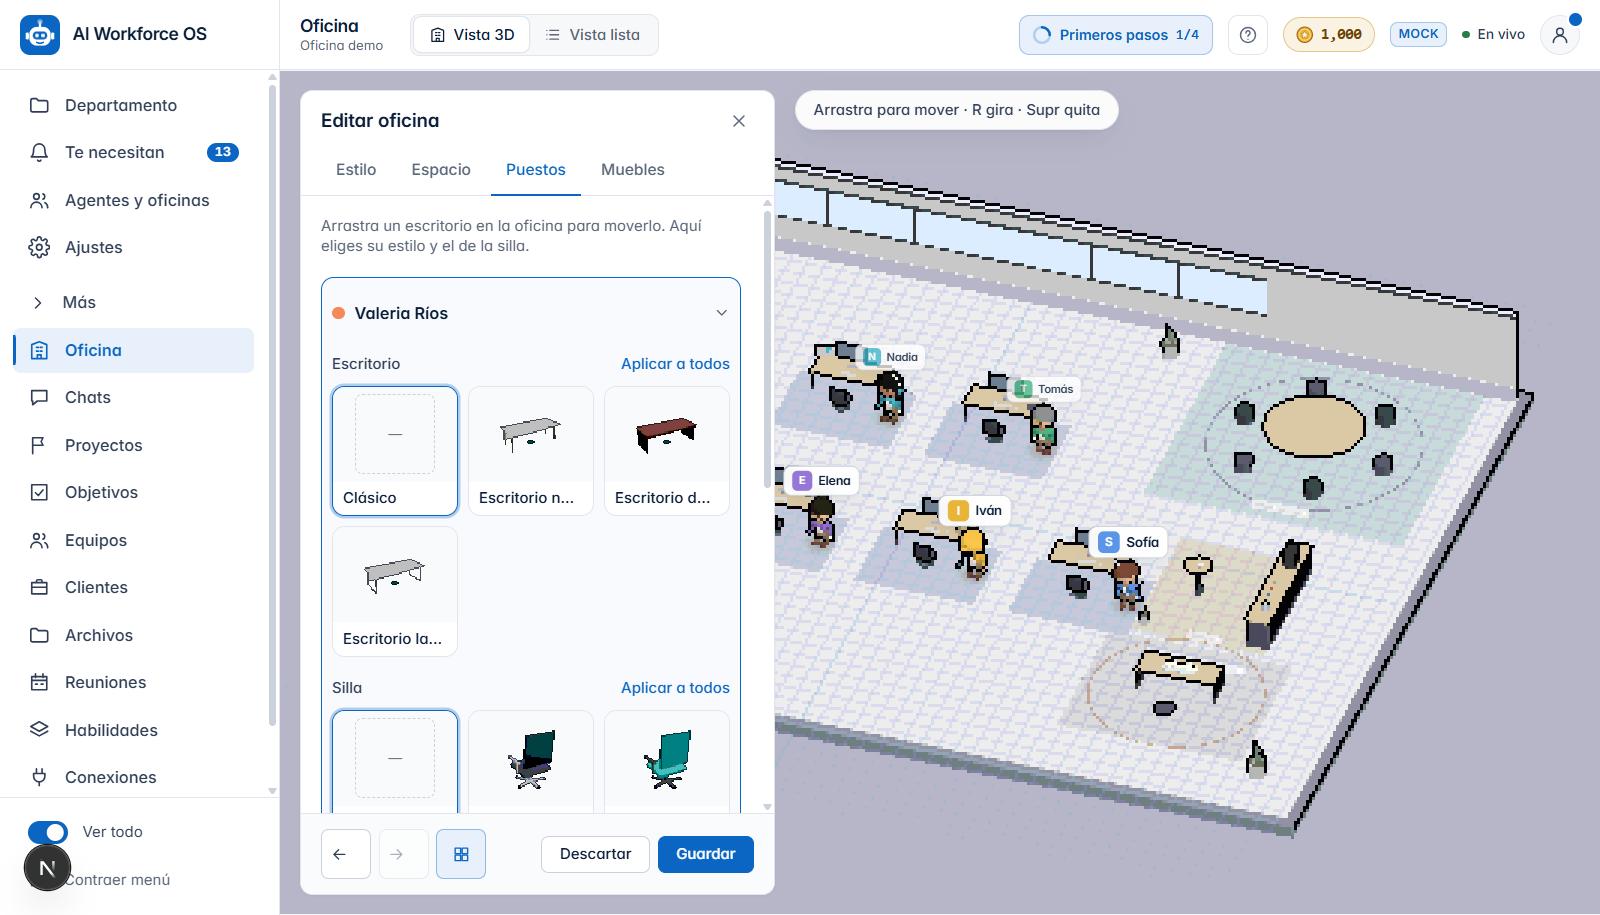 AI Workforce OS
Oficina
Oficina demo
Vista 3D
Vista lista
Primeros pasos 1/4
1,000
MOCK
En vivo
Departamento
Te necesitan 13
Agentes y oficinas
Ajustes
Más
Oficina
Chats
Proyectos
Objetivos
Equipos
Clientes
Archivos
Reuniones
Habilidades
Conexiones
Ver todo
N
Contraer menú
Editar oficina
Estilo
Espacio
Puestos
Muebles
Arrastra un escritorio en la oficina para moverlo. Aquí
eliges su estilo y el de la silla.
Valeria Ríos
Escritorio
Aplicar a todos
Clásico
Escritorio n...
Escritorio d...
Escritorio la...
Silla
Aplicar a todos
Descartar
Guardar
Arrastra para mover · R gira · Supr quita
N Nadia
T Tomás
E Elena
I Iván
S Sofía